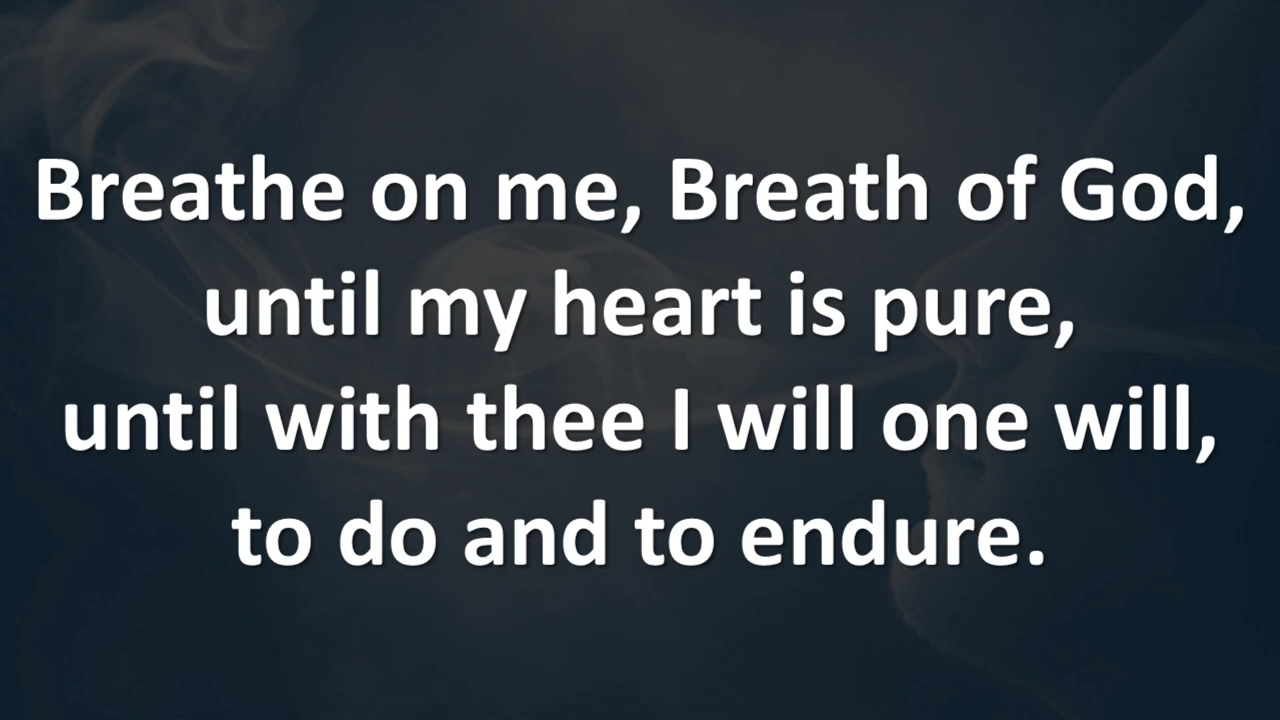 Breathe on me, Breath of God,
until my heart is pure,
until with thee I will one will,
to do and to endure.